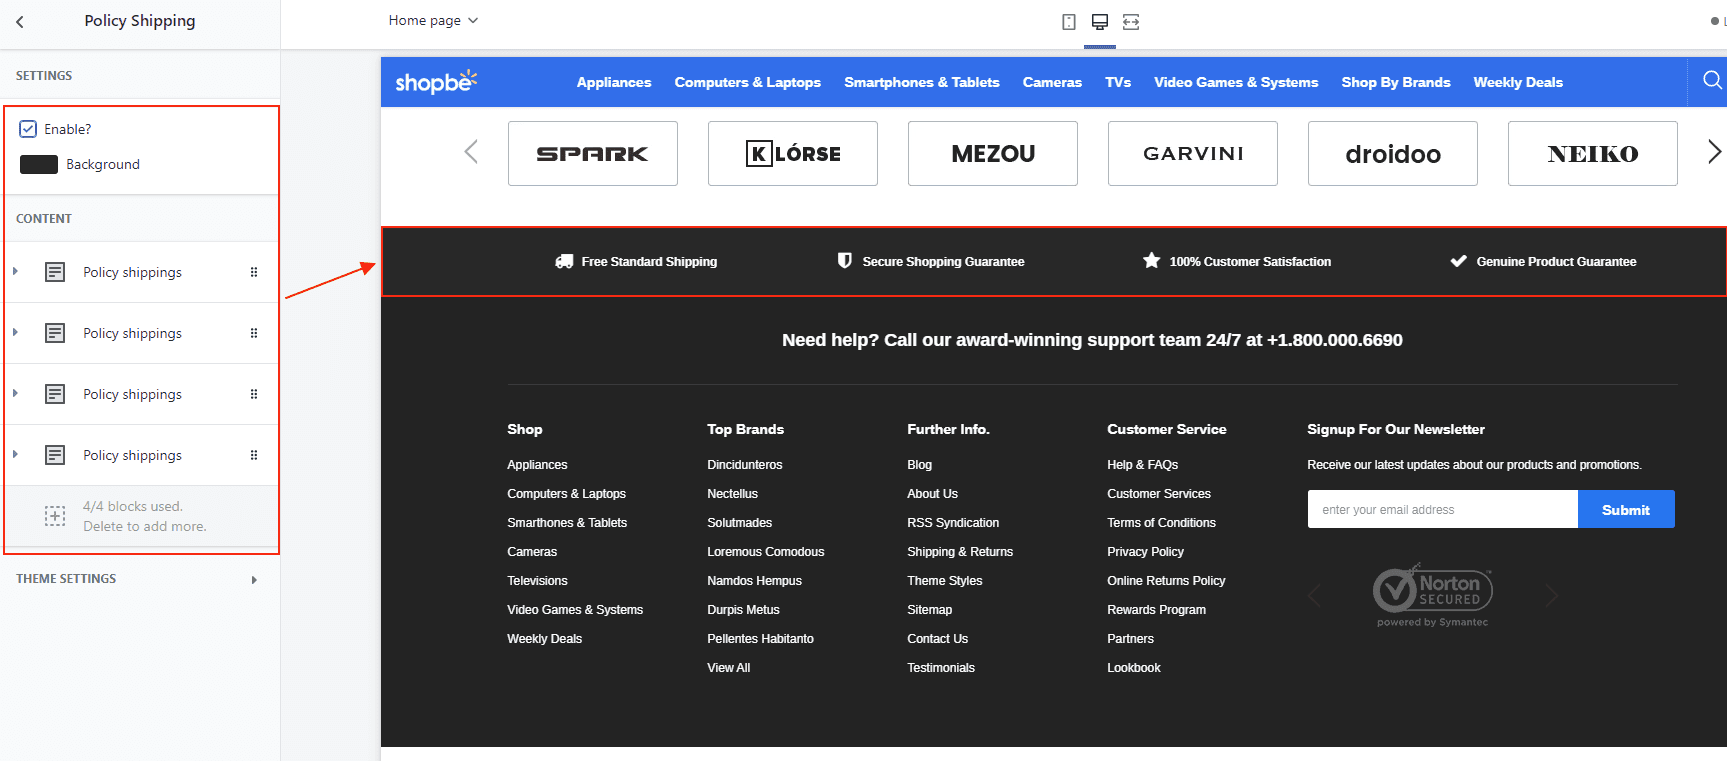 Policy Shipping
Home page
SETTINGS
Enable?
Background
CONTENT
Policy shippings
Policy shippings
Policy shippings
Policy shippings
4/4 blocks used.
Delete to add more.
THEME SETTINGS
shopbe
Appliances Computers & Laptops Smartphones & Tablets Cameras TVs Video Games & Systems Shop By Brands Weekly Deals
SPARK KLÓRSE MEZOU GARVINI droidoo NEIKO
Free Standard Shipping Secure Shopping Guarantee 100% Customer Satisfaction Genuine Product Guarantee
Need help? Call our award-winning support team 24/7 at +1.800.000.6690
Shop
Appliances
Computers & Laptops
Smarthones & Tablets
Cameras
Televisions
Video Games & Systems
Weekly Deals
Top Brands
Dincidunteros
Nectellus
Solutmades
Loremous Comodous
Namdos Hempus
Durpis Metus
Pellentes Habitanto
View All
Further Info.
Blog
About Us
RSS Syndication
Shipping & Returns
Theme Styles
Sitemap
Contact Us
Testimonials
Customer Service
Help & FAQs
Customer Services
Terms of Conditions
Privacy Policy
Online Returns Policy
Rewards Program
Partners
Lookbook
Signup For Our Newsletter
Receive our latest updates about our products and promotions.
enter your email address Submit
Norton
SECURED
powered by Symantec